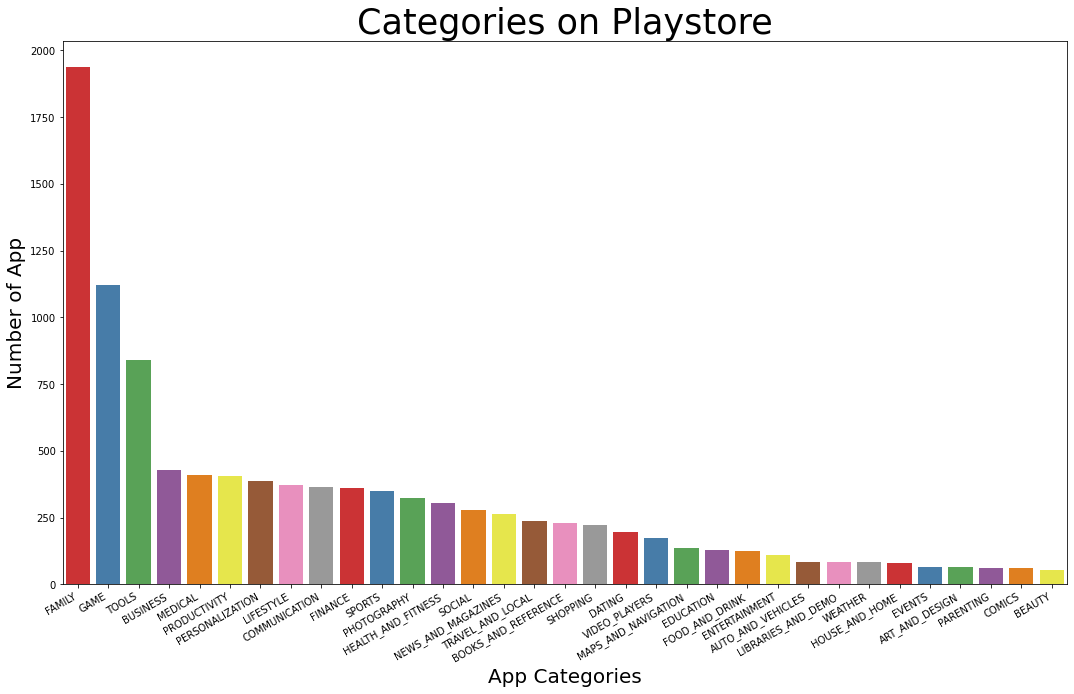 Categories on Playstore
Number of App
2000
1750
1500
1250
1000
750
500
250
0
FAMILY
GAME
TOOLS
BUSINESS
MEDICAL
PRODUCTIVITY
PERSONALIZATION
LIFESTYLE
COMMUNICATION
FINANCE
SPORTS
PHOTOGRAPHY
HEALTH_AND_FITNESS
SOCIAL
NEWS_AND_MAGAZINES
TRAVEL_AND_LOCAL
BOOKS_AND_REFERENCE
SHOPPING
DATING
VIDEO_PLAYERS
MAPS_AND_NAVIGATION
EDUCATION
FOOD_AND_DRINK
ENTERTAINMENT
AUTO_AND_VEHICLES
LIBRARIES_AND_DEMO
WEATHER
HOUSE_AND_HOME
EVENTS
ART_AND_DESIGN
PARENTING
COMICS
BEAUTY
App Categories